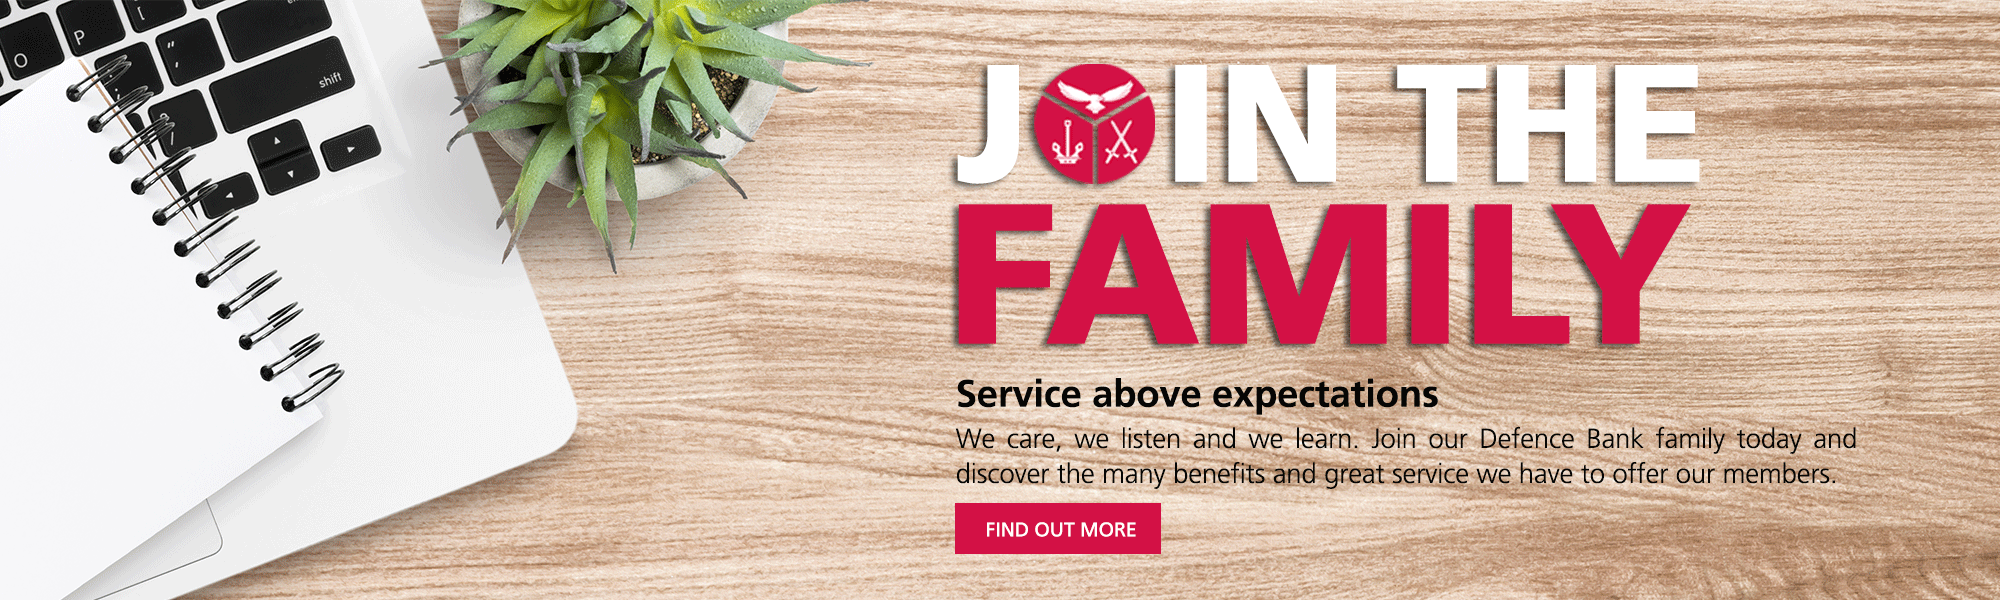 O
P
shift
JOIN THE
FAMILY
Service above expectations
We care, we listen and we learn. Join our Defence Bank family today and
discover the many benefits and great service we have to offer our members.
FIND OUT MORE